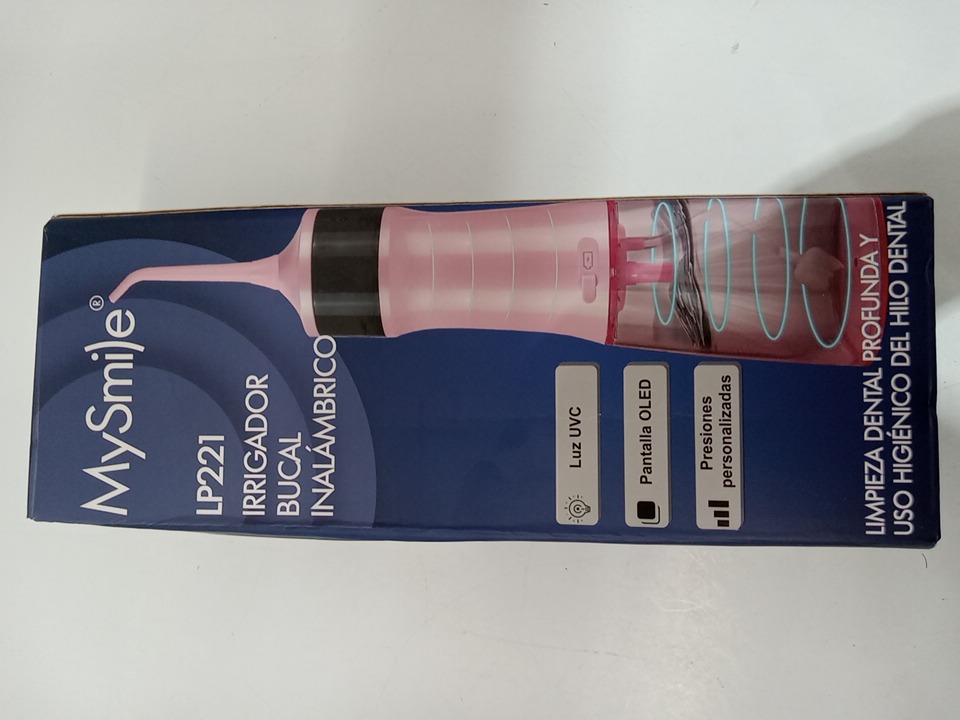 MySmile®
LP221
IRRIGADOR
BUCAL
INALÁMBRICO
Luz UVC
Pantalla OLED
Presiones
personalizadas
LIMPIEZA DENTAL PROFUNDA Y
USO HIGIÉNICO DEL HILO DENTAL